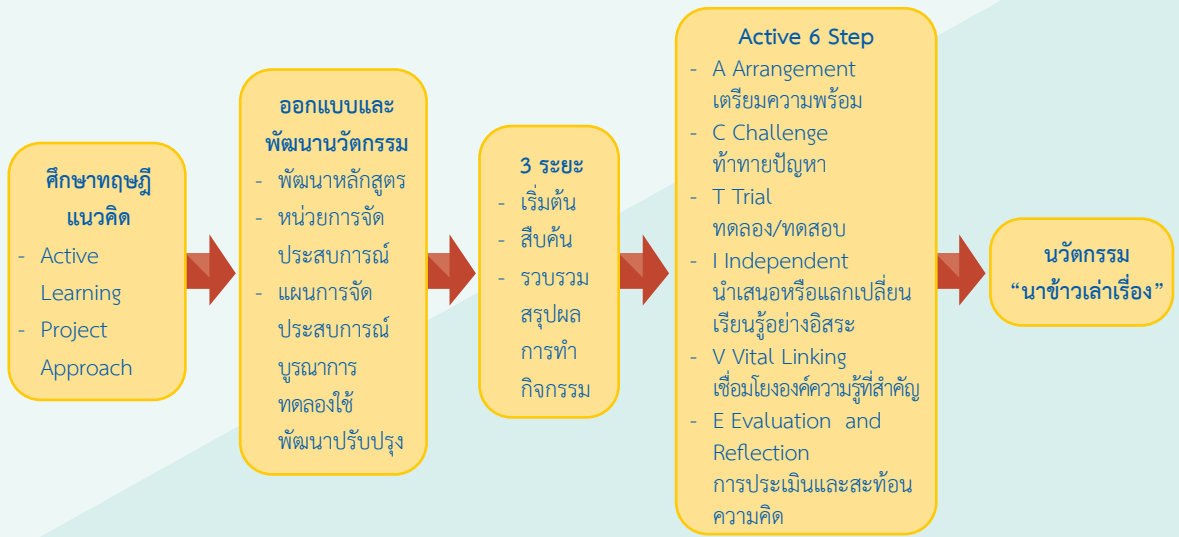 ศึกษาทฤษฎี
แนวคิด
- Active
Learning
- Project
Approach
ออกแบบและ
พัฒนานวัตกรรม
- พัฒนาหลักสูตร
- หน่วยการจัด
ประสบการณ์
- แผนการจัด
ประสบการณ์
บูรณาการ
ทดลองใช้
พัฒนาปรับปรุง
3 ระยะ
- เริ่มต้น
- สืบค้น
- รวบรวม
สรุปผล
การทำ
กิจกรรม
Active 6 Step
- A Arrangement
เตรียมความพร้อม
- C Challenge
ท้าทายปัญหา
- T Trial
ทดลอง/ทดสอบ
- I Independent
นำเสนอหรือแลกเปลี่ยน
เรียนรู้อย่างอิสระ
- V Vital Linking
เชื่อมโยงองค์ความรู้ที่สำคัญ
- E Evaluation and
Reflection
การประเมินและสะท้อน
ความคิด
นวัตกรรม
“นาข้าวเล่าเรื่อง”